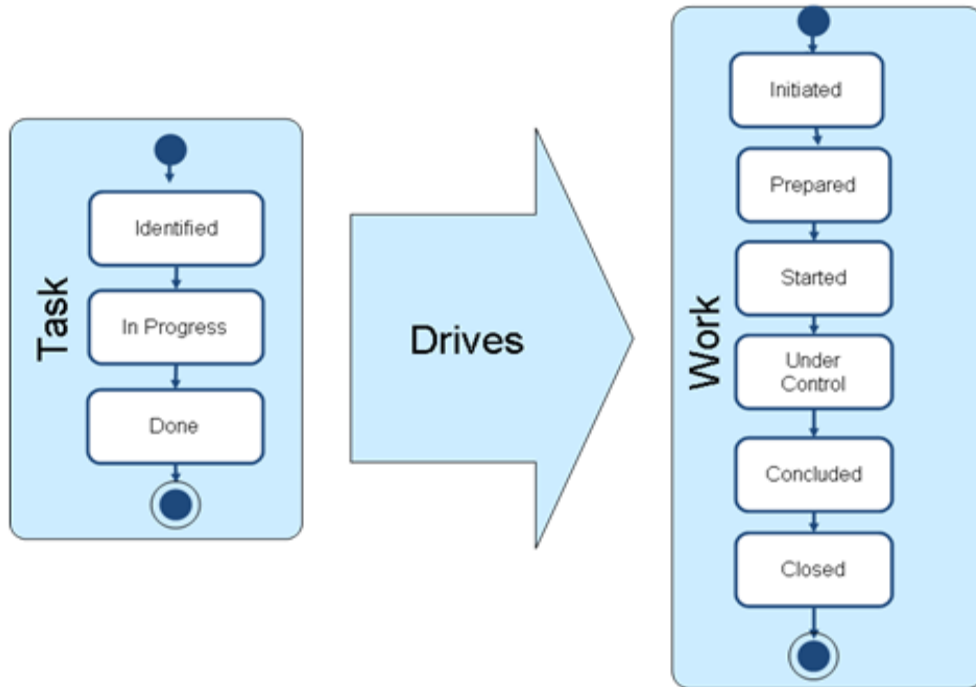 Task
Identified
In Progress
Done
Drives
Work
Initiated
Prepared
Started
Under
Control
Concluded
Closed